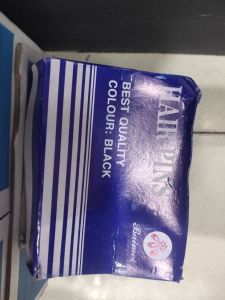 HAIR PINS
BEST QUALITY
COLOUR: BLACK